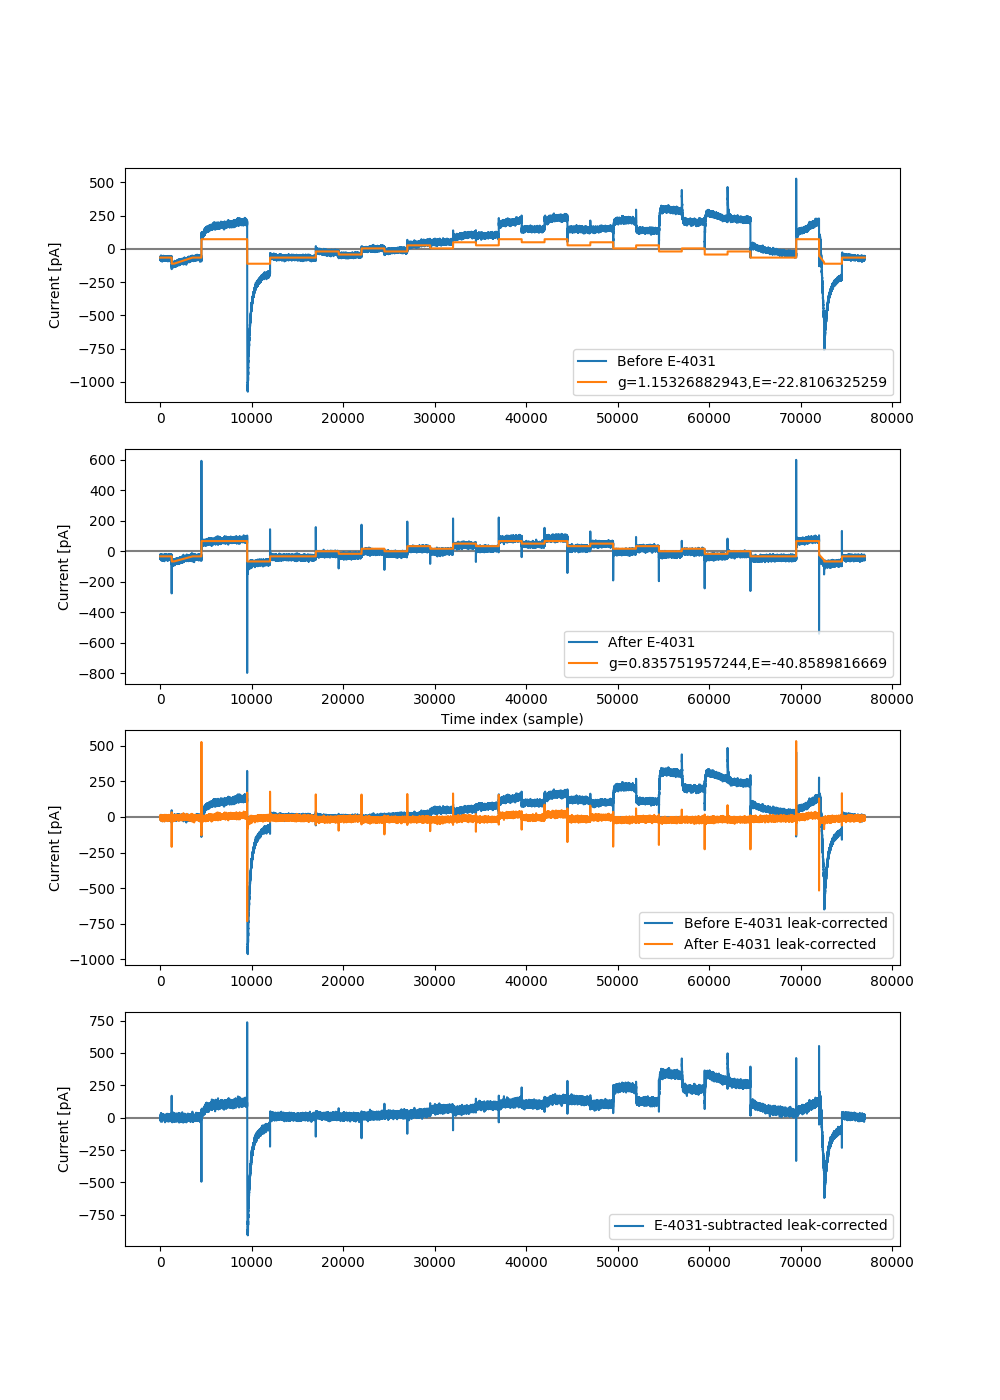 500
250
0
−250
−500
−750
−1000
Current [pA]
Before E-4031
g=1.15326882943,E=-22.8106325259
0 10000 20000 30000 40000 50000 60000 70000 80000
600
400
200
0
−200
−400
−600
−800
Current [pA]
After E-4031
g=0.835751957244,E=-40.8589816669
0 10000 20000 30000 40000 50000 60000 70000 80000
Time index (sample)
500
250
0
−250
−500
−750
−1000
Current [pA]
Before E-4031 leak-corrected
After E-4031 leak-corrected
0 10000 20000 30000 40000 50000 60000 70000 80000
750
500
250
0
−250
−500
−750
Current [pA]
E-4031-subtracted leak-corrected
0 10000 20000 30000 40000 50000 60000 70000 80000